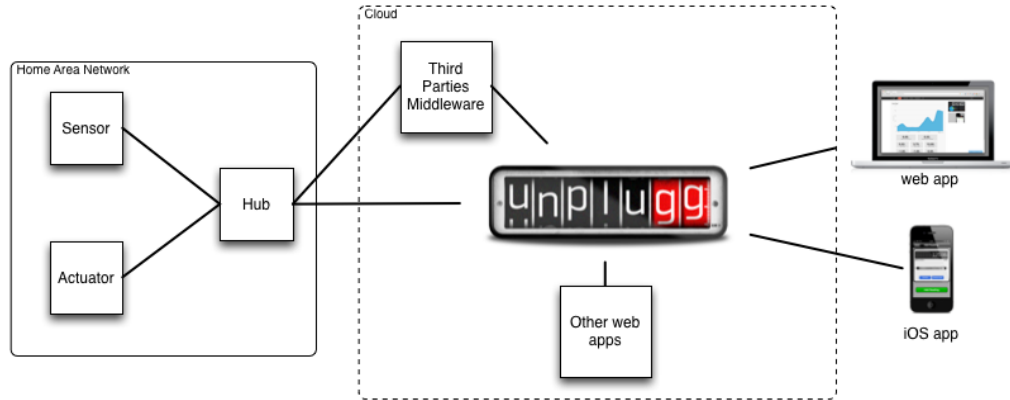 Cloud
Home Area Network
Third
Parties
Middleware
Sensor
Hub
Actuator
unplugg
Other web
apps
web app
iOS app